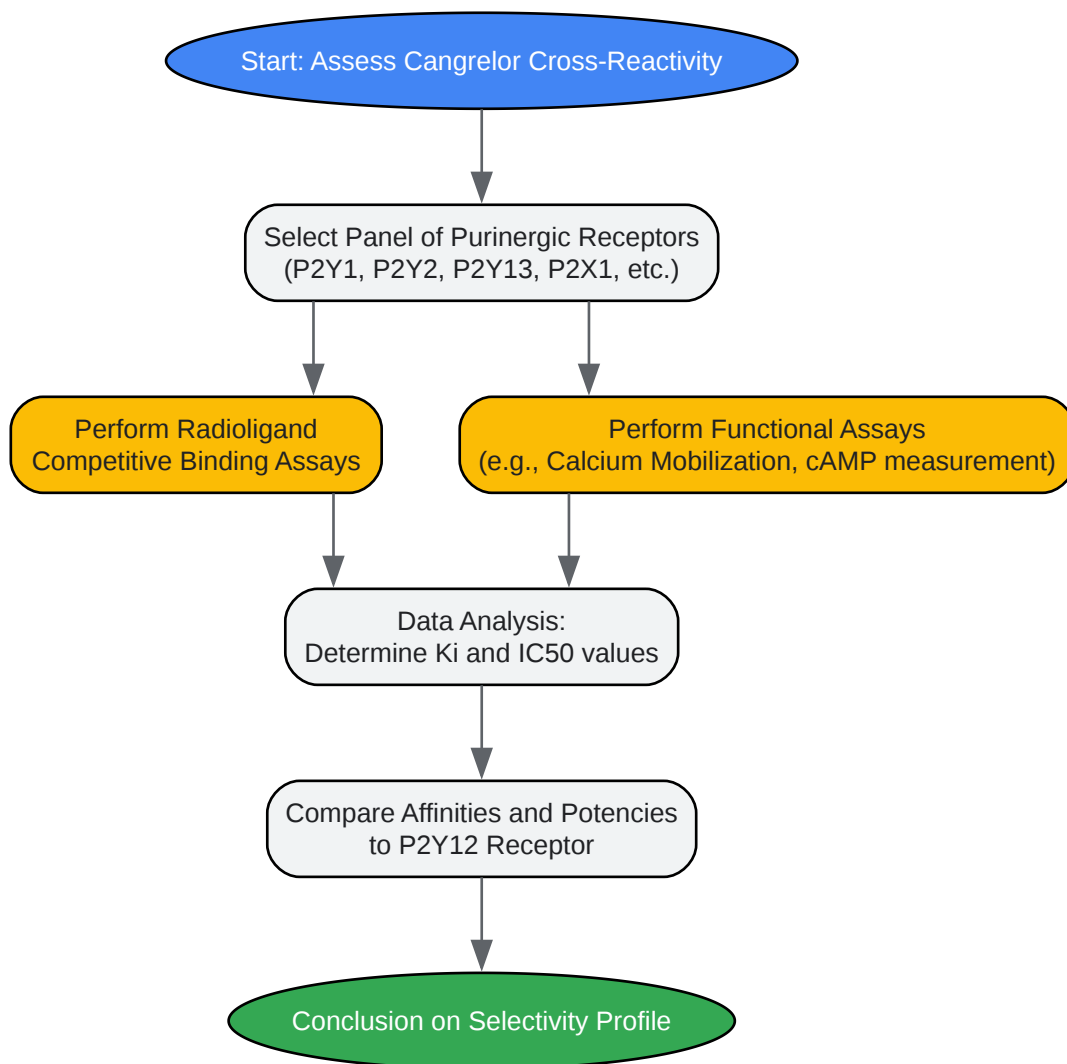 Start: Assess Cangrelor Cross-Reactivity
Select Panel of Purinergic Receptors
(P2Y1, P2Y2, P2Y13, P2X1, etc.)
Perform Radioligand
Competitive Binding Assays
Perform Functional Assays
(e.g., Calcium Mobilization, cAMP measurement)
Data Analysis:
Determine Ki and IC50 values
Compare Affinities and Potencies
to P2Y12 Receptor
Conclusion on Selectivity Profile